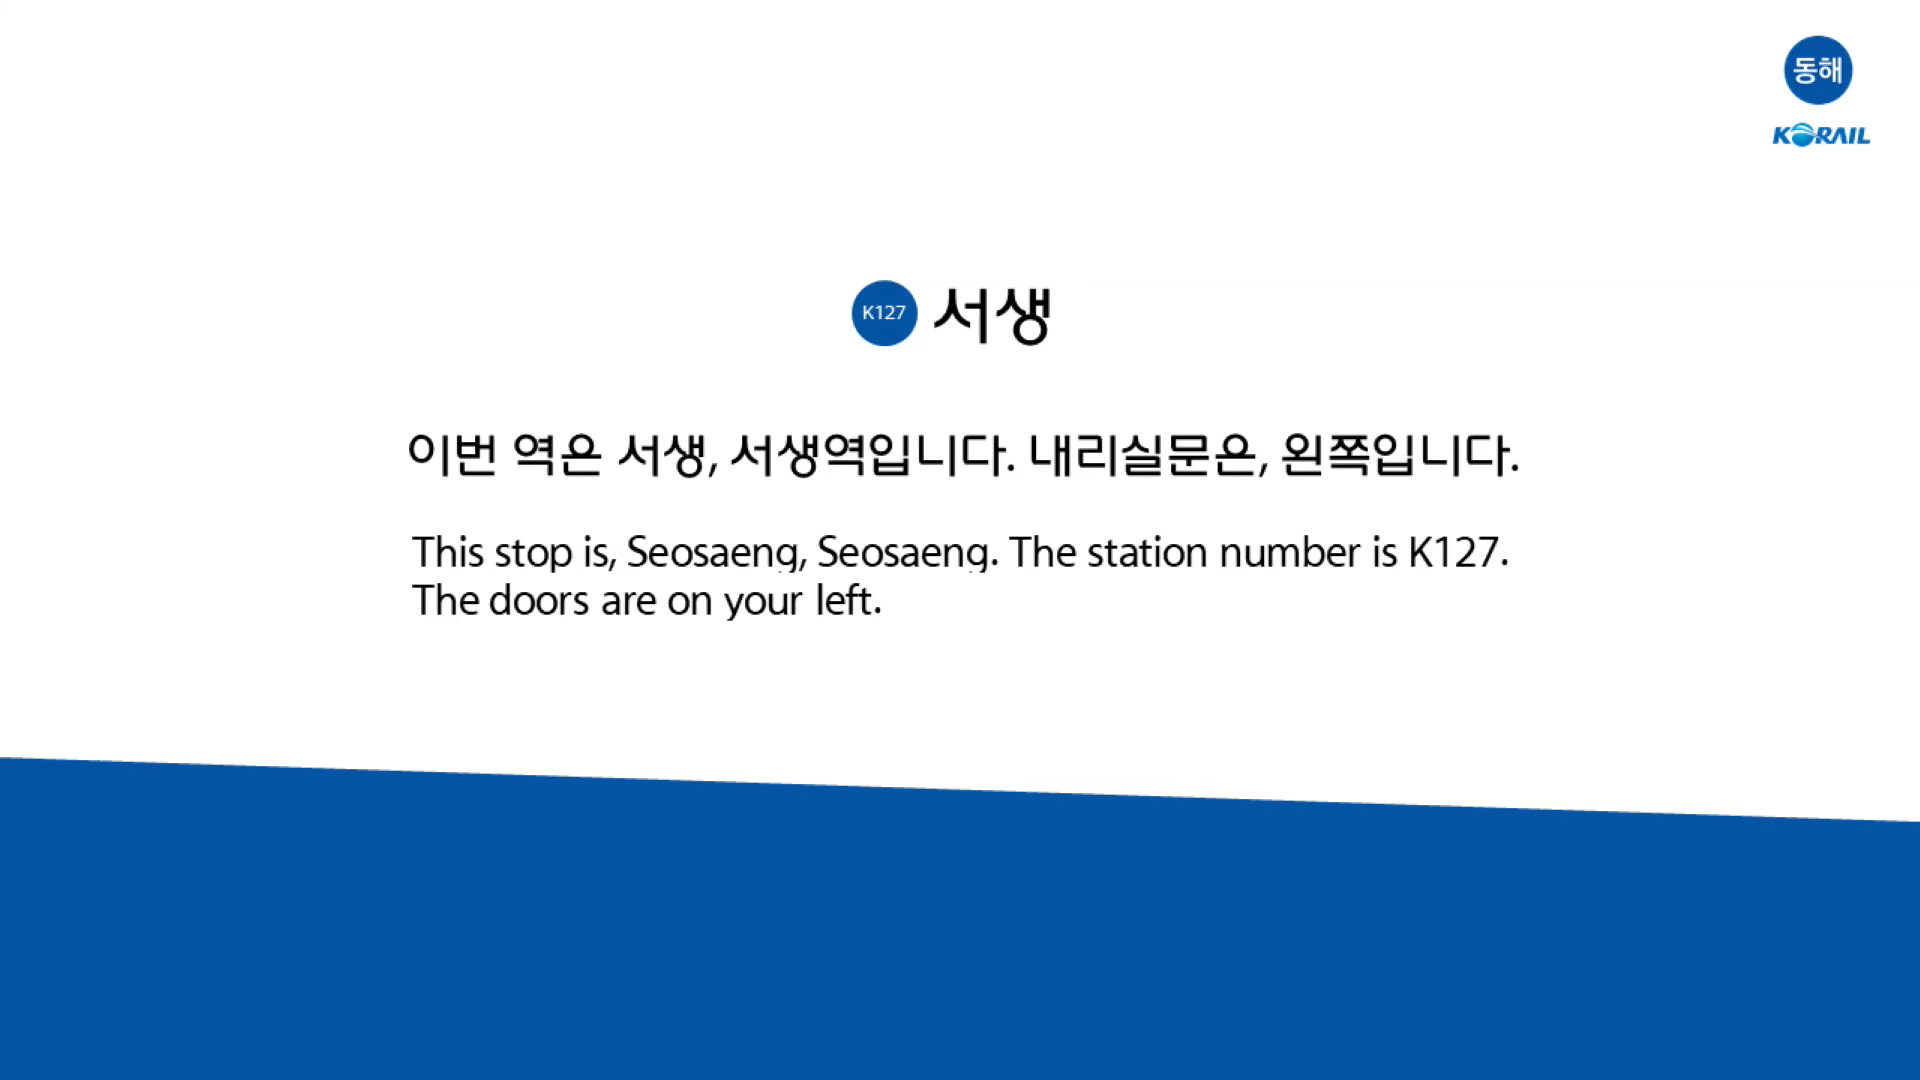 동해
KORAIL
K127 서생
이번 역은 서생, 서생역입니다. 내리실문은, 왼쪽입니다.
This stop is, Seosaeng, Seosaeng. The station number is K127.
The doors are on your left.